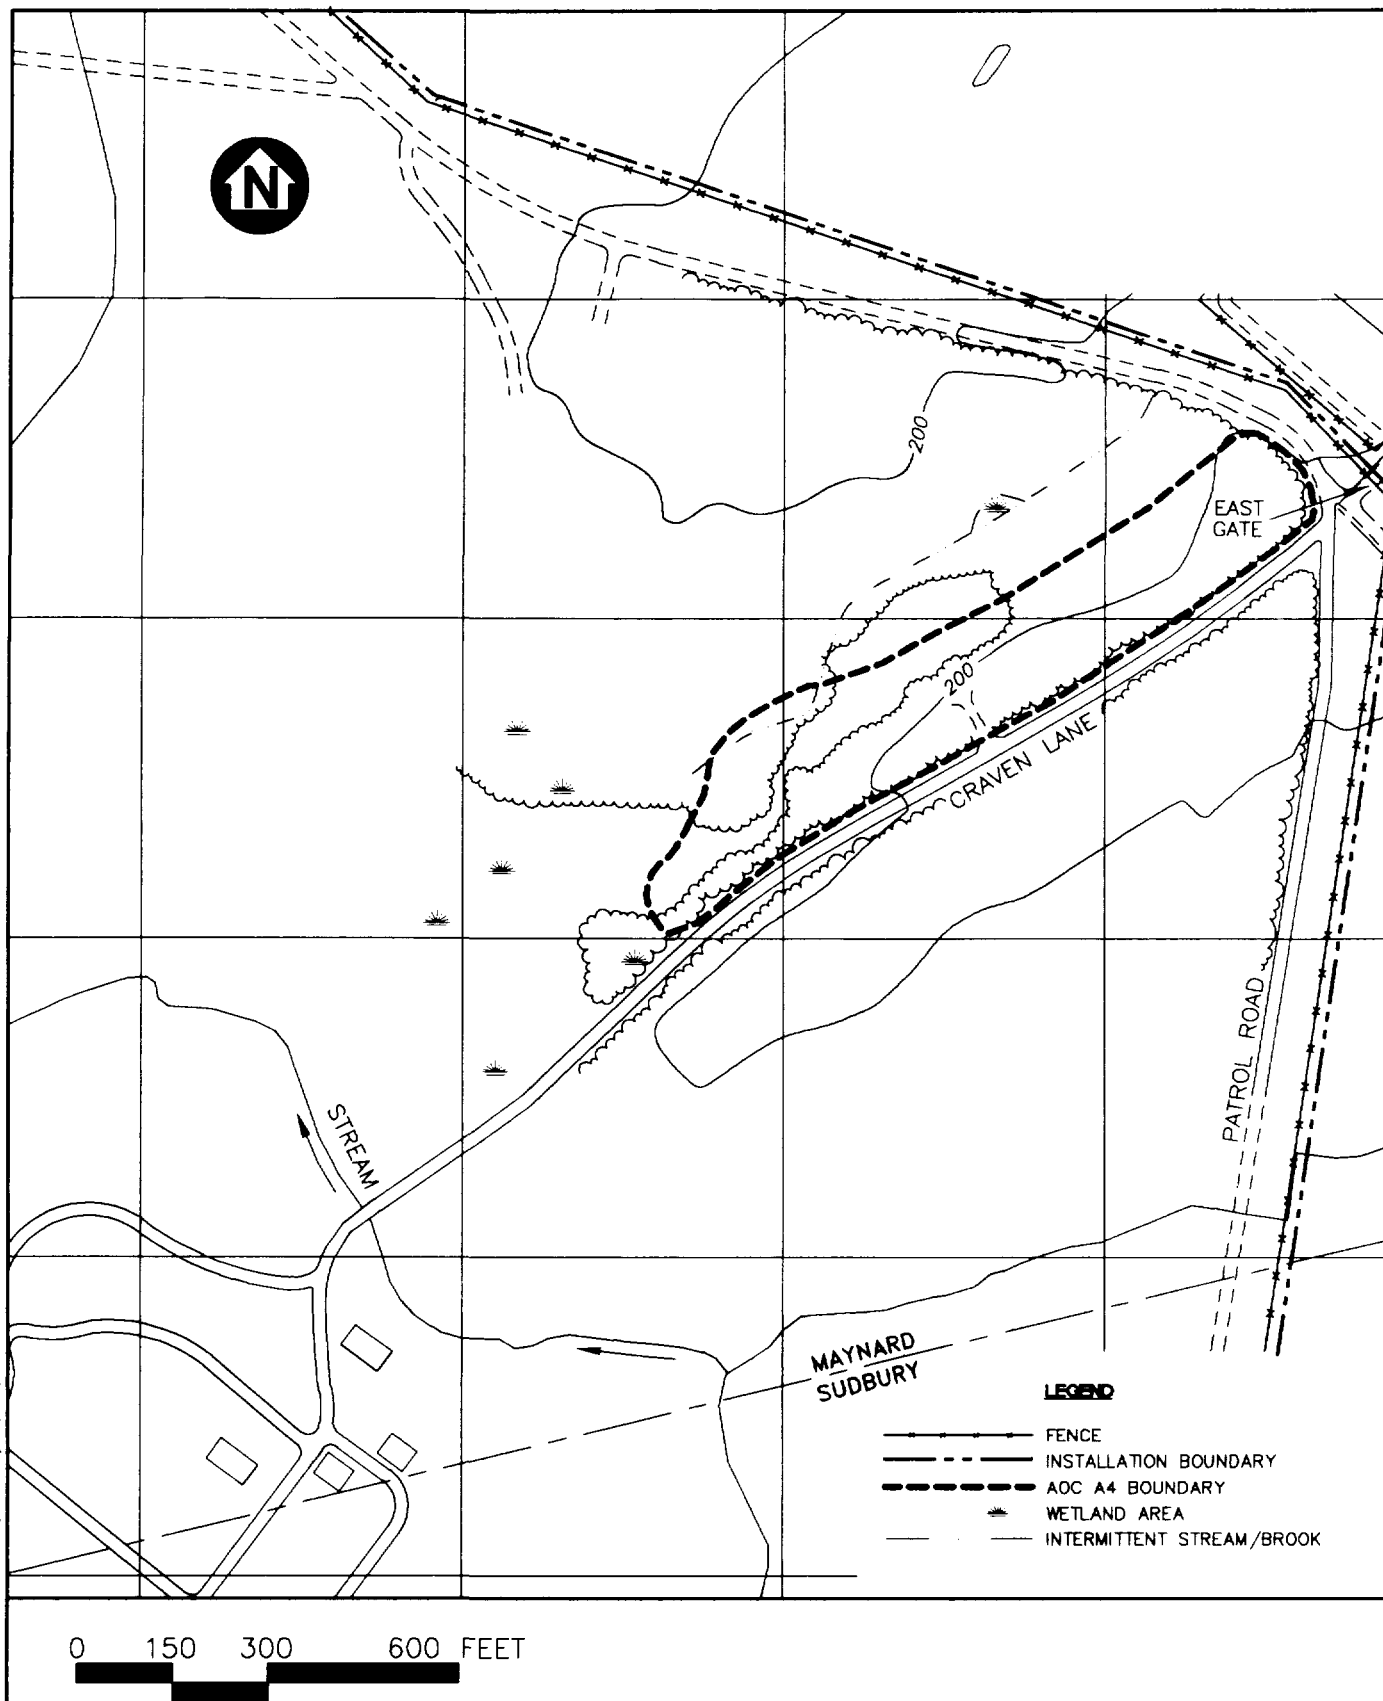 N
200
EAST
GATE
200
CRAVEN LANE
PATROL ROAD
STREAM
MAYNARD
SUDBURY
LEGEND
FENCE
INSTALLATION BOUNDARY
AOC A4 BOUNDARY
WETLAND AREA
INTERMITTENT STREAM/BROOK
0 150 300 600 FEET